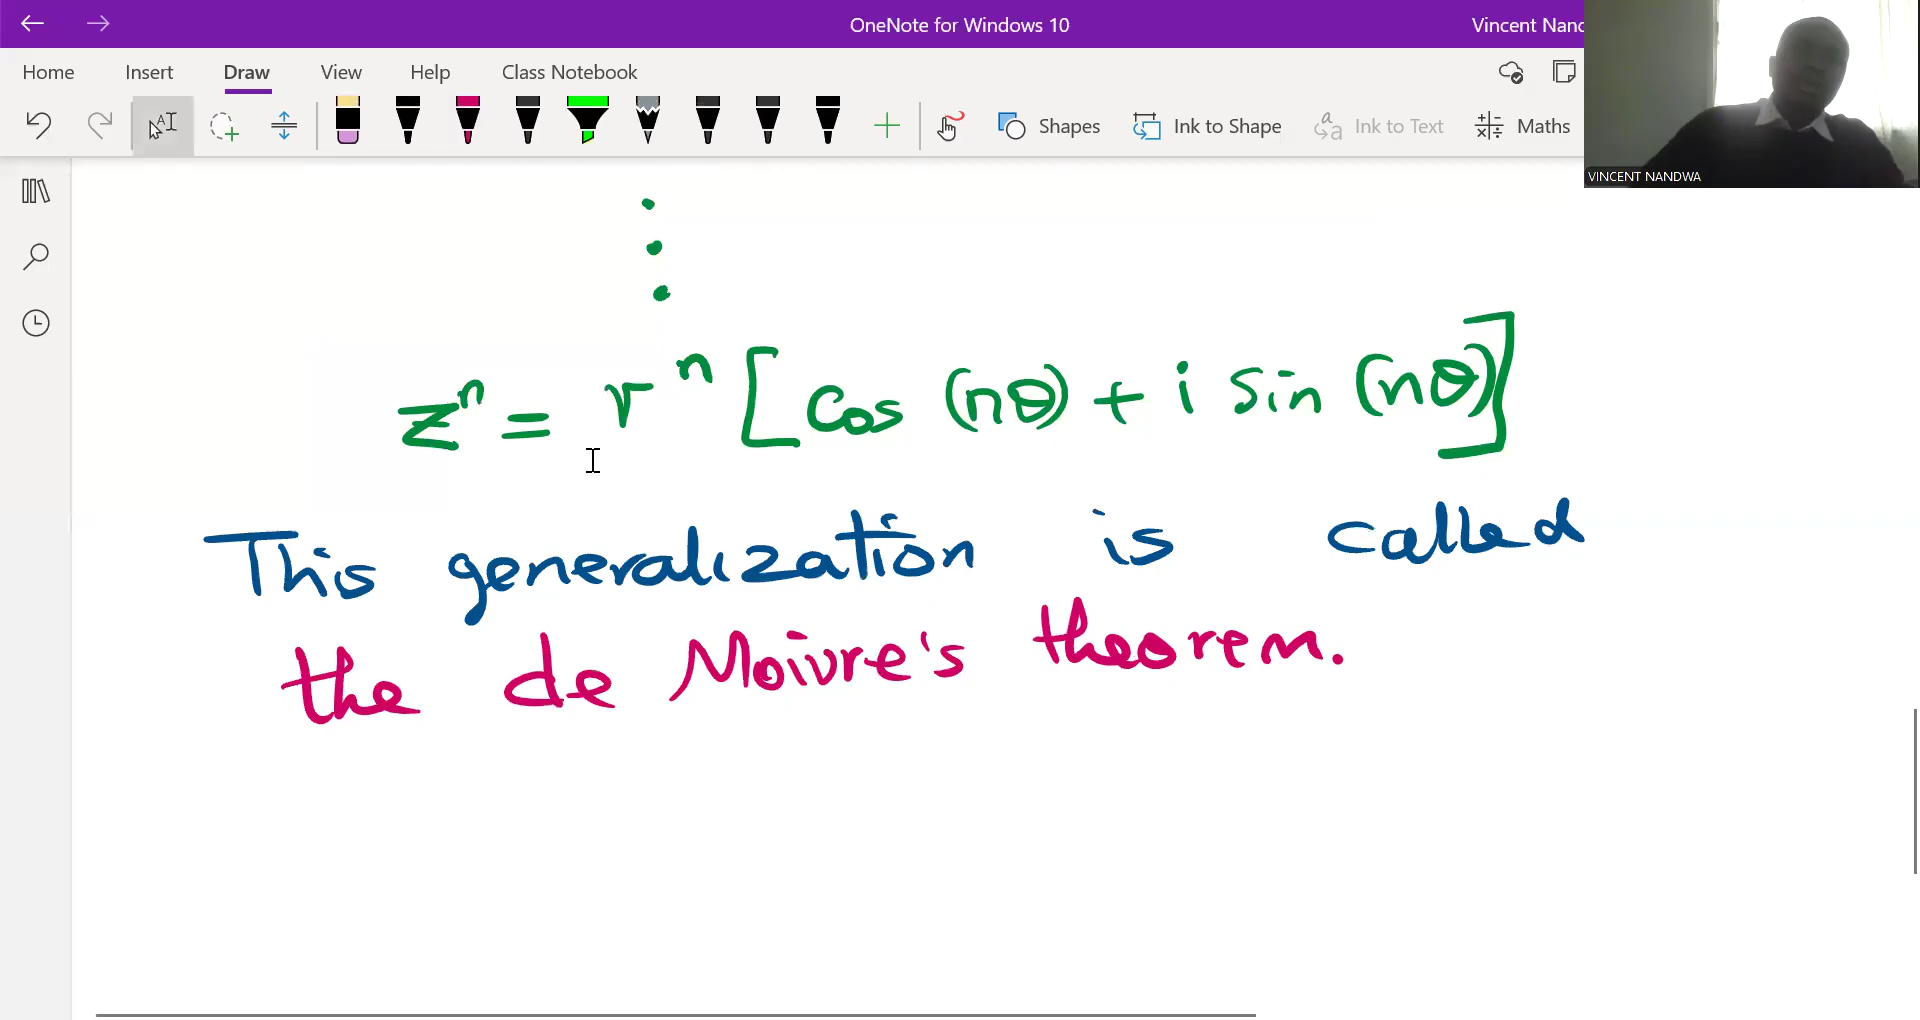 OneNote for Windows 10
Vincent Nand
Home Insert Draw View Help Class Notebook
Shapes Ink to Shape Ink to Text Maths
VINCENT NANDWA
zⁿ = rⁿ [cos (nθ) + i sin (nθ)]
This generalization is called
the de Moivre's theorem.